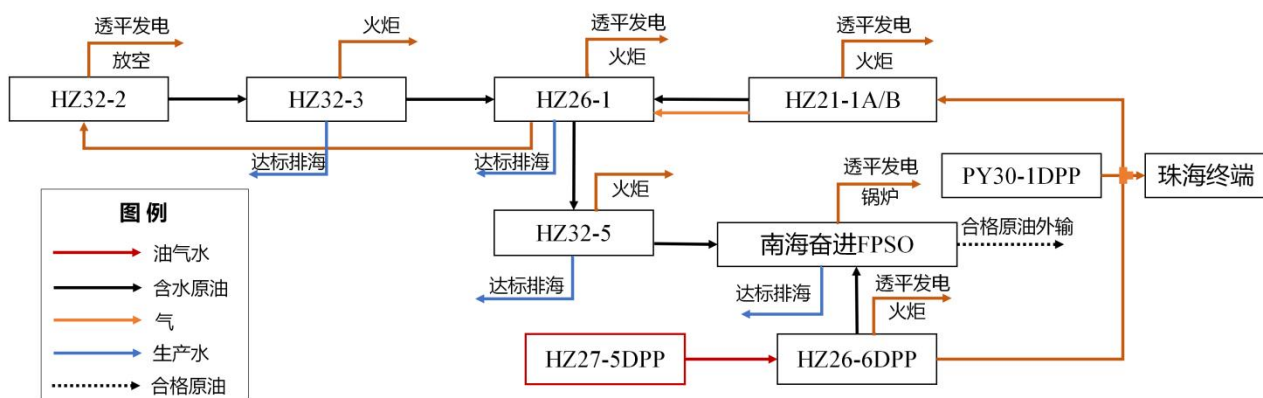 透平发电
放空
HZ32-2
火炬
HZ32-3
达标排海
透平发电
火炬
HZ26-1
达标排海
透平发电
火炬
HZ21-1A/B
火炬
HZ32-5
达标排海
透平发电
锅炉
南海奋进FPSO
合格原油外输
达标排海
PY30-1DPP
珠海终端
HZ27-5DPP
透平发电
火炬
HZ26-6DPP
图 例
油气水
含水原油
气
生产水
合格原油